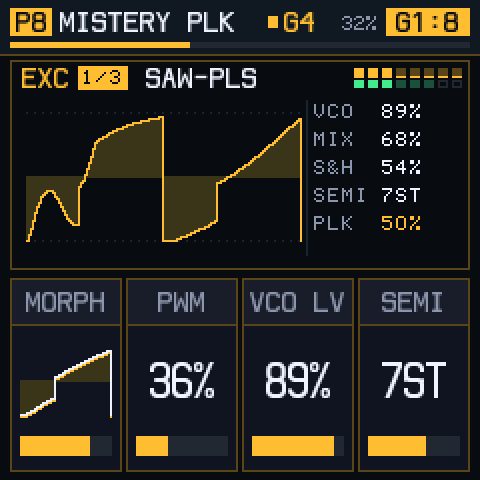 P8 MISTERY PLK G4 32% G1:8
EXC 1/3 SAW-PLS
VCO 89%
MIX 68%
S&H 54%
SEMI 7ST
PLK 50%
MORPH PWM VCO LV SEMI
36% 89% 7ST